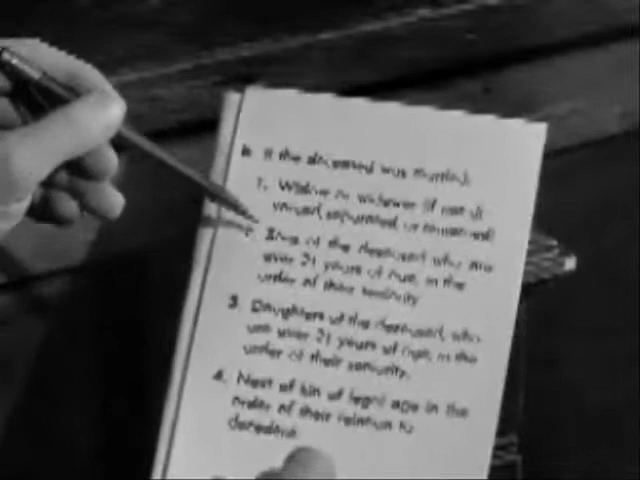 b. If the deceased was married:
1. Widow or widower (if not di-
vorced, separated, or remarried)
Sons of the deceased who are
over 21 years of age, in the
order of their seniority
3. Daughters of the deceased, who
are over 21 years of age, in the
order of their seniority.
4. Next of kin of legal age in the
order of their relation to
decedent